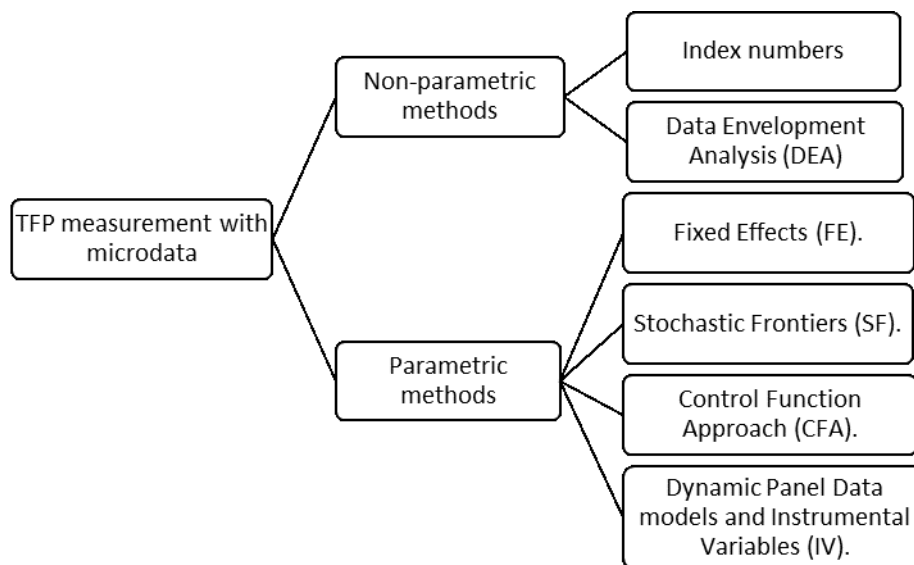 TFP measurement with
microdata
Non-parametric
methods
Index numbers
Data Envelopment
Analysis (DEA)
Parametric
methods
Fixed Effects (FE).
Stochastic Frontiers (SF).
Control Function
Approach (CFA).
Dynamic Panel Data
models and Instrumental
Variables (IV).